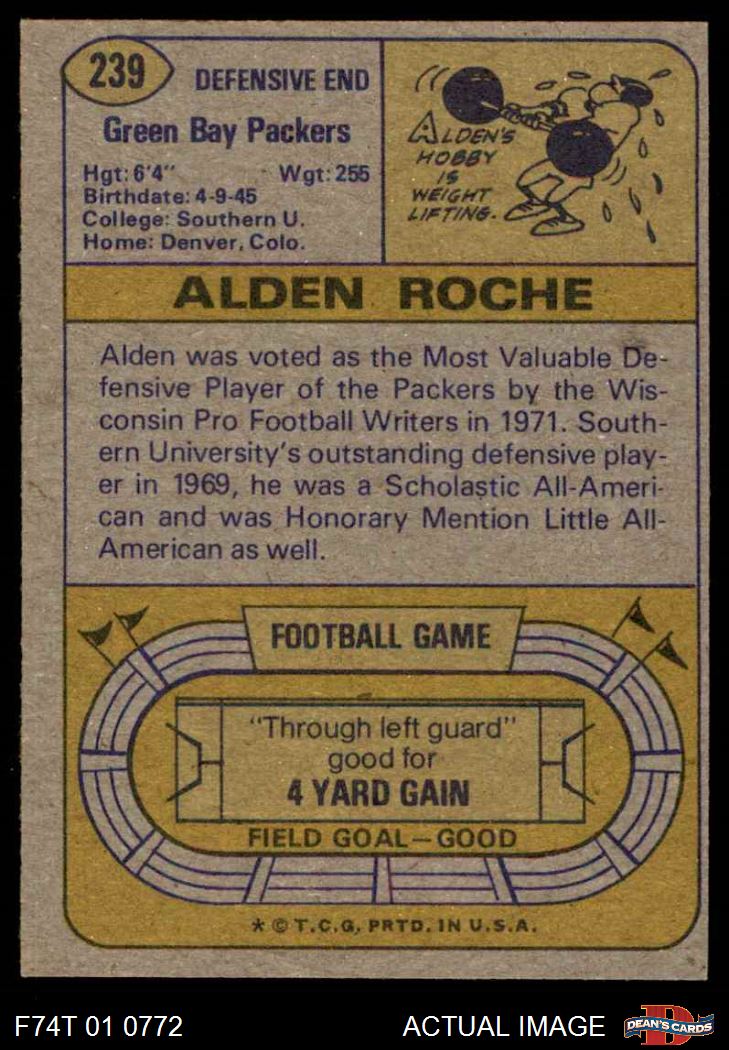 239
DEFENSIVE END
Green Bay Packers
Hgt: 6'4" Wgt: 255
Birthdate: 4-9-45
College: Southern U.
Home: Denver, Colo.
ALDEN'S
HOBBY
IS
WEIGHT
LIFTING.
ALDEN ROCHE
Alden was voted as the Most Valuable De-
fensive Player of the Packers by the Wis-
consin Pro Football Writers in 1971. South-
ern University's outstanding defensive play-
er in 1969, he was a Scholastic All-Ameri-
can and was Honorary Mention Little All-
American as well.
FOOTBALL GAME
"Through left guard"
good for
4 YARD GAIN
FIELD GOAL—GOOD
* © T.C.G. PRTD. IN U.S.A.
F74T 01 0772
ACTUAL IMAGE
DEAN'S CARDS